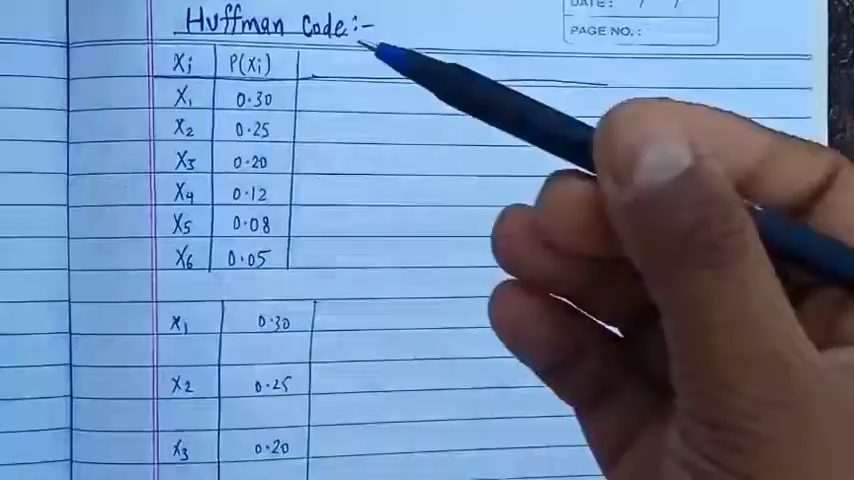 DATE: / /
PAGE NO.:
Huffman Code:-
Xi P(xi)
X1 0.30
X2 0.25
X3 0.20
X4 0.12
X5 0.08
X6 0.05
X1 0.30
X2 0.25
X3 0.20